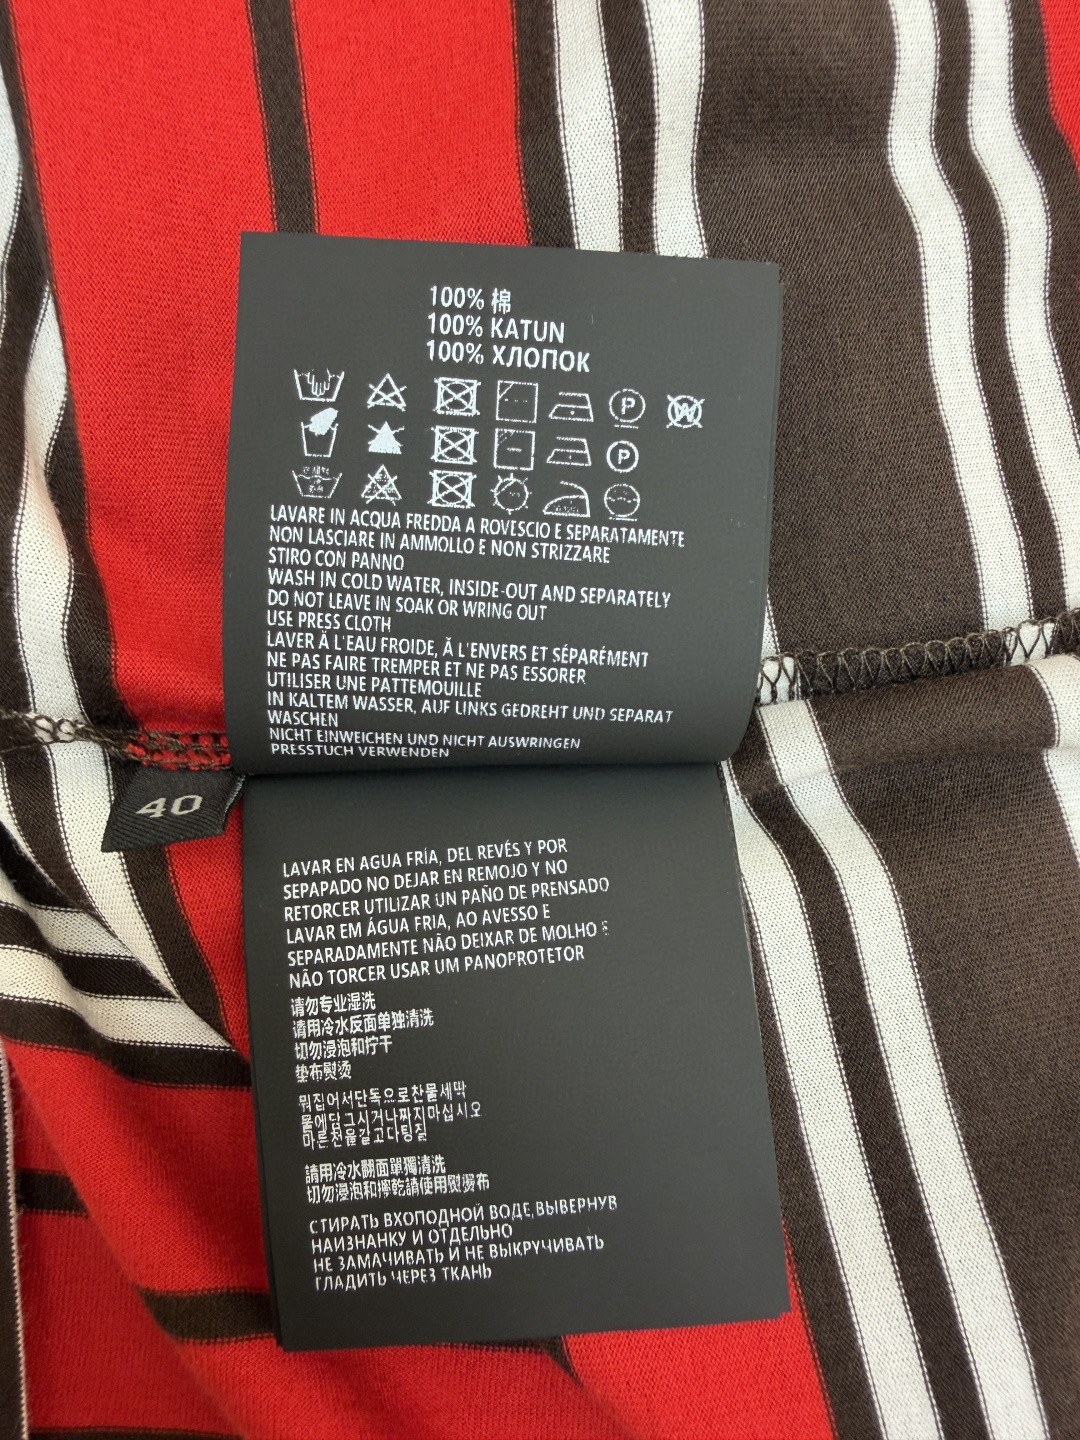 100% 棉
100% KATUN
100% ХЛОПОК
P W
P
LAVARE IN ACQUA FREDDA A ROVESCIO E SEPARATAMENTE
NON LASCIARE IN AMMOLLO E NON STRIZZARE
STIRO CON PANNO
WASH IN COLD WATER, INSIDE-OUT AND SEPARATELY
DO NOT LEAVE IN SOAK OR WRING OUT
USE PRESS CLOTH
LAVER À L'EAU FROIDE, À L'ENVERS ET SÉPARÉMENT
NE PAS FAIRE TREMPER ET NE PAS ESSORER
UTILISER UNE PATTEMOUILLE
IN KALTEM WASSER, AUF LINKS GEDREHT UND SEPARAT
WASCHEN
NICHT EINWEICHEN UND NICHT AUSWRINGEN
PRESSTUCH VERWENDEN
40
LAVAR EN AGUA FRÍA, DEL REVÉS Y POR
SEPAPADO NO DEJAR EN REMOJO Y NO
RETORCER UTILIZAR UN PAÑO DE PRENSADO
LAVAR EM ÁGUA FRIA, AO AVESSO E
SEPARADAMENTE NÃO DEIXAR DE MOLHO E
NÃO TORCER USAR UM PANOPROTETOR
请勿专业湿洗
请用冷水反面单独清洗
切勿浸泡和拧干
垫布熨烫
請用冷水翻面單獨清洗
切勿浸泡和擰乾請使用熨燙布
СТИРАТЬ ВХОПОДНОЙ ВОДЕ,ВЫВЕРНУВ
НАИЗНАНКУ И ОТДЕЛЬНО
НЕ ЗАМАЧИВАТЬ И НЕ ВЫКРУЧИВАТЬ
ГЛАДИТЬ ЧЕРЕЗ ТКАНЬ